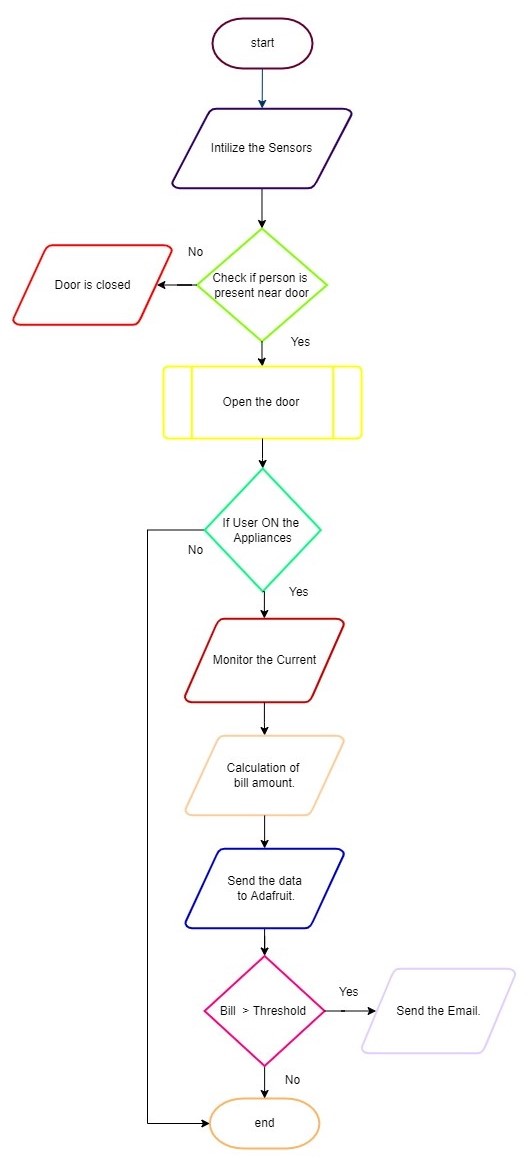 start
Intilize the Sensors
No
Check if person is
present near door
Door is closed
Yes
Open the door
If User ON the
Appliances
No
Yes
Monitor the Current
Calculation of
bill amount.
Send the data
to Adafruit.
Yes
Bill > Threshold
Send the Email.
No
end